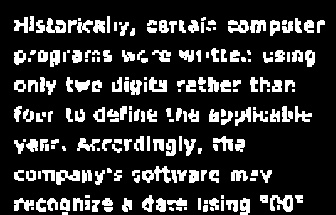 Historically, certain computer
programs were written using
only two digits rather than
four to define the applicable
year. Accordingly, the
company's software may
recognize a date using "00"